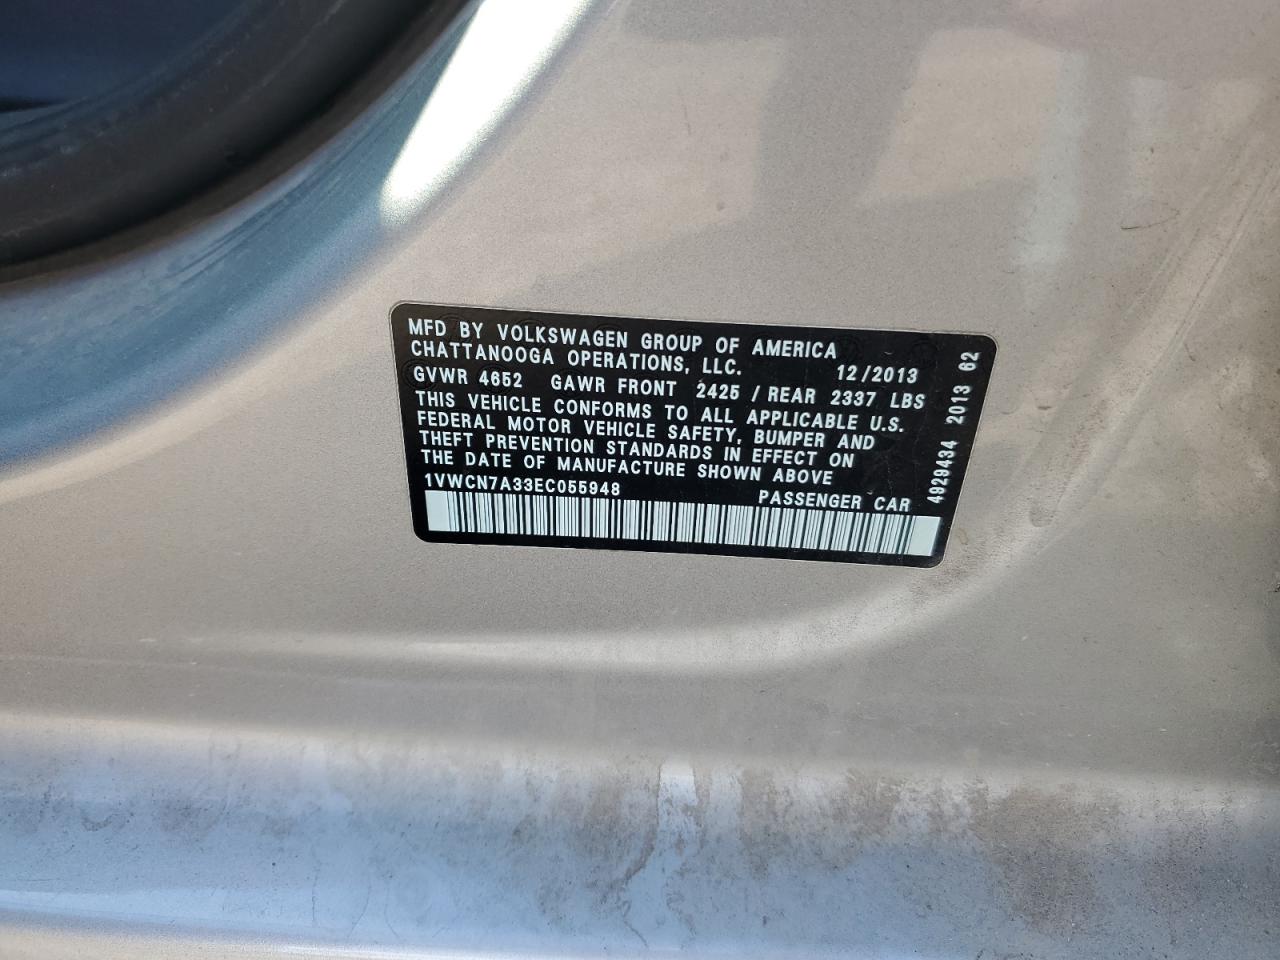 MFD BY VOLKSWAGEN GROUP OF AMERICA
CHATTANOOGA OPERATIONS, LLC. 12/2013
GVWR 4652 GAWR FRONT 2425 / REAR 2337 LBS
THIS VEHICLE CONFORMS TO ALL APPLICABLE U.S.
FEDERAL MOTOR VEHICLE SAFETY, BUMPER AND
THEFT PREVENTION STANDARDS IN EFFECT ON
THE DATE OF MANUFACTURE SHOWN ABOVE
1VWCN7A33EC055948 PASSENGER CAR
4929434 2013 62